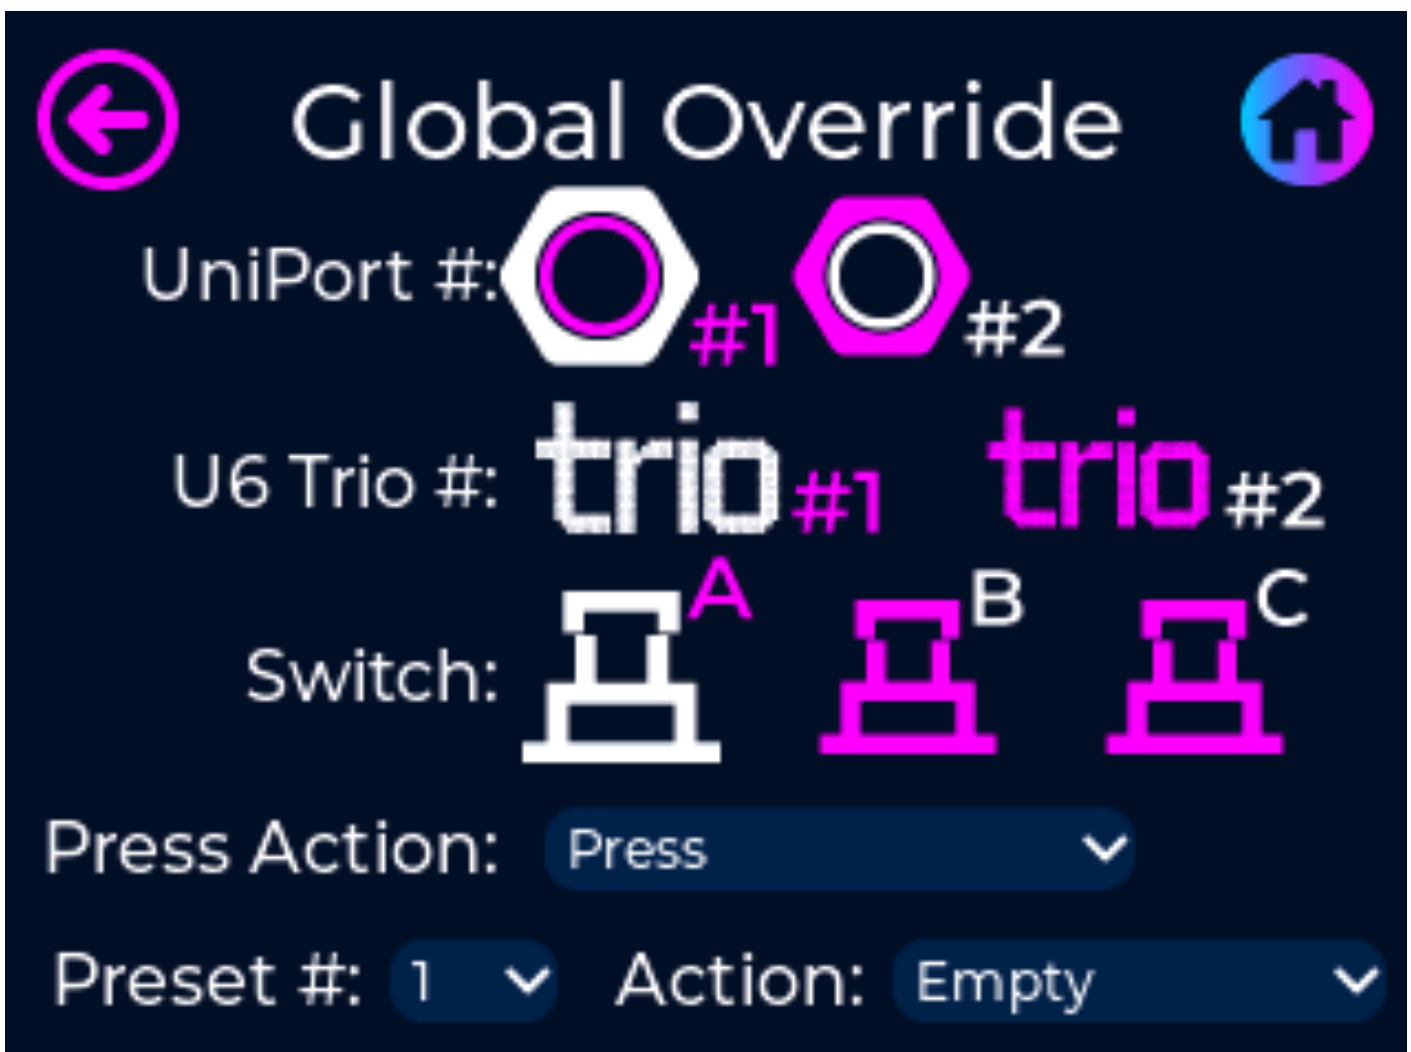 Global Override
UniPort #: #1 #2
U6 Trio #: trio #1 trio #2
Switch: A B C
Press Action: Press
Preset #: 1 Action: Empty